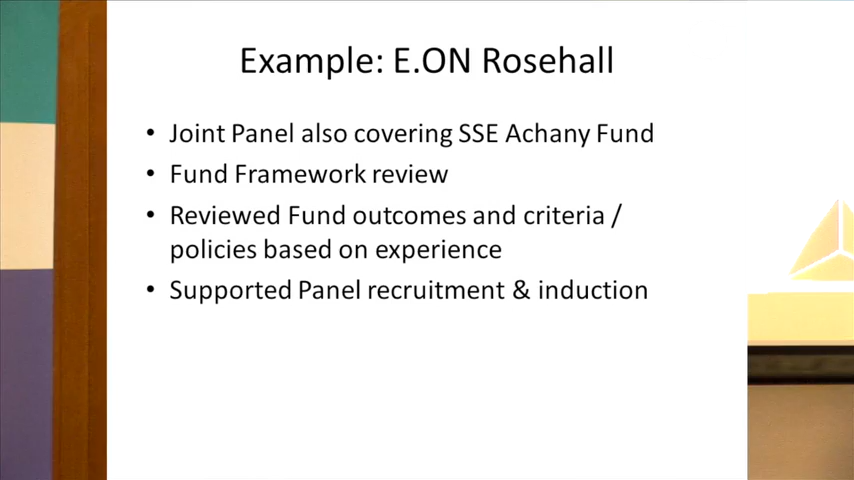 Example: E.ON Rosehall
• Joint Panel also covering SSE Achany Fund
• Fund Framework review
• Reviewed Fund outcomes and criteria /
policies based on experience
• Supported Panel recruitment & induction